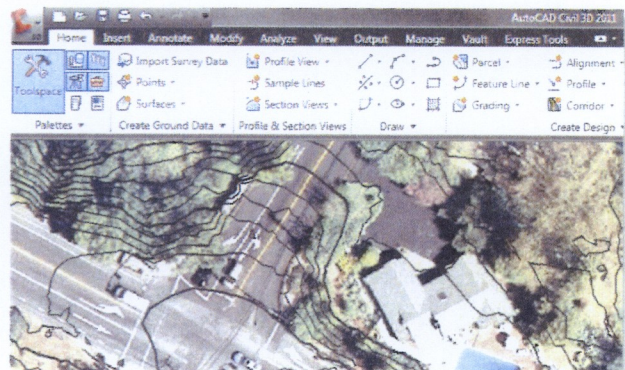 AutoCAD Civil 3D 2011
Home Insert Annotate Modify Analyze View Output Manage Vault Express Tools
Toolspace
Import Survey Data
Points
Surfaces
Profile View
Sample Lines
Section Views
Parcel
Feature Line
Grading
Alignment
Profile
Corridor
Palettes Create Ground Data Profile & Section Views Draw Create Design